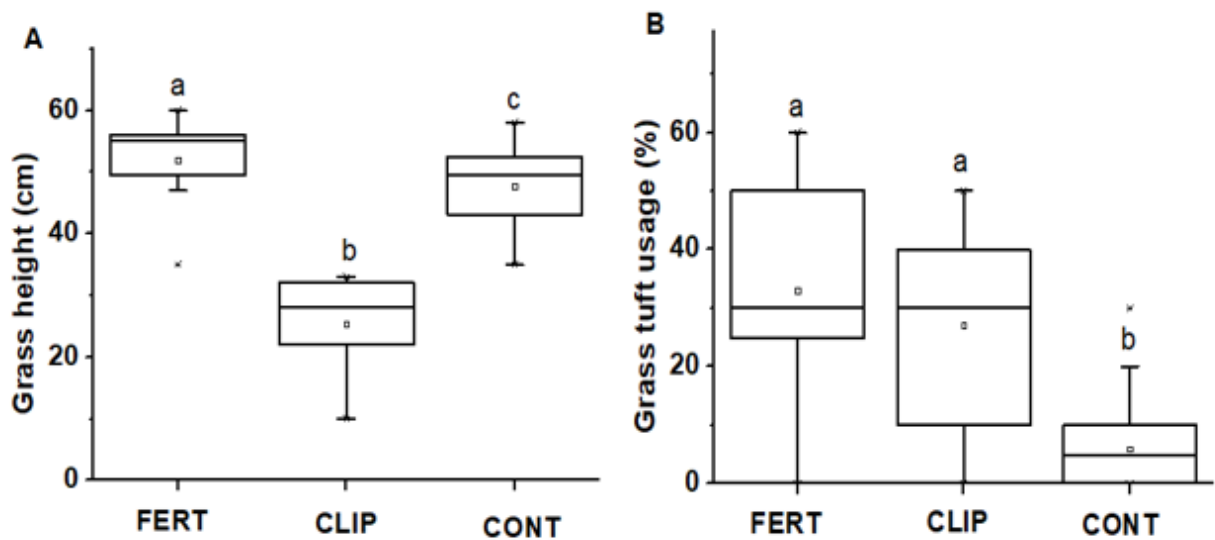 A
Grass height (cm)
60
40
20
0
a
b
c
FERT CLIP CONT
B
Grass tuft usage (%)
60
40
20
0
a
a
b
FERT CLIP CONT